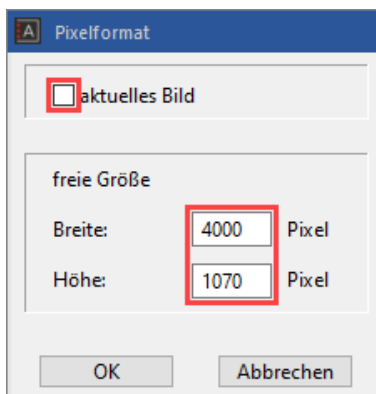 A Pixelformat
aktuelles Bild
freie Größe
Breite: 4000 Pixel
Höhe: 1070 Pixel
OK Abbrechen